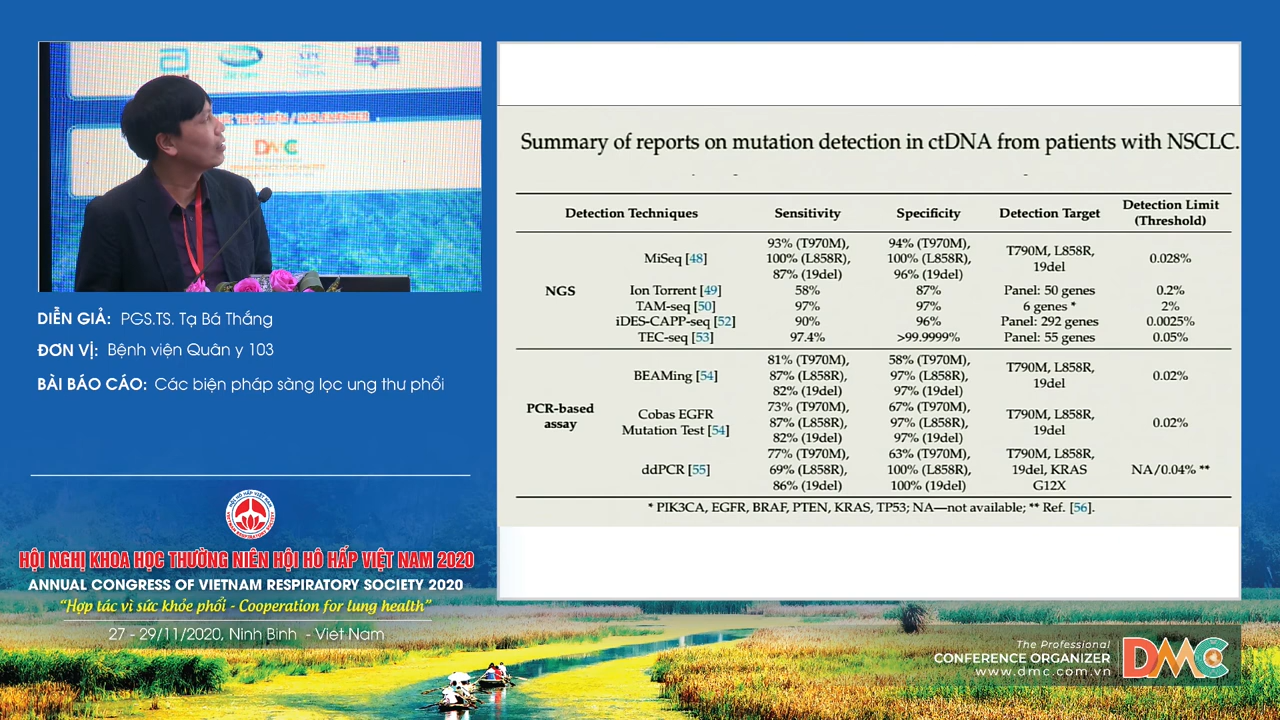 DMC
DIỄN GIẢ: PGS.TS. Tạ Bá Thắng
ĐƠN VỊ: Bệnh viện Quân y 103
BÀI BÁO CÁO: Các biện pháp sàng lọc ung thư phổi
HỘI NGHỊ KHOA HỌC THƯỜNG NIÊN HỘI HÔ HẤP VIỆT NAM 2020
ANNUAL CONGRESS OF VIETNAM RESPIRATORY SOCIETY 2020
“Hợp tác vì sức khỏe phổi - Cooperation for lung health”
27 - 29/11/2020, Ninh Bình - Việt Nam
Summary of reports on mutation detection in ctDNA from patients with NSCLC.
Detection Techniques Sensitivity Specificity Detection Target Detection Limit (Threshold)
NGS
MiSeq [48] 93% (T970M), 100% (L858R), 87% (19del) 94% (T970M), 100% (L858R), 96% (19del) T790M, L858R, 19del 0.028%
Ion Torrent [49] 58% 87% Panel: 50 genes 0.2%
TAM-seq [50] 97% 97% 6 genes * 2%
iDES-CAPP-seq [52] 90% 96% Panel: 292 genes 0.0025%
TEC-seq [53] 97.4% >99.9999% Panel: 55 genes 0.05%
PCR-based assay
BEAMing [54] 81% (T970M), 87% (L858R), 82% (19del) 58% (T970M), 97% (L858R), 97% (19del) T790M, L858R, 19del 0.02%
Cobas EGFR Mutation Test [54] 73% (T970M), 87% (L858R), 82% (19del) 67% (T970M), 97% (L858R), 97% (19del) T790M, L858R, 19del 0.02%
ddPCR [55] 77% (T970M), 69% (L858R), 86% (19del) 63% (T970M), 100% (L858R), 100% (19del) T790M, L858R, 19del, KRAS G12X NA/0.04% **
* PIK3CA, EGFR, BRAF, PTEN, KRAS, TP53; NA—not available; ** Ref. [56].
The Professional
CONFERENCE ORGANIZER
www.dmc.com.vn
DMC